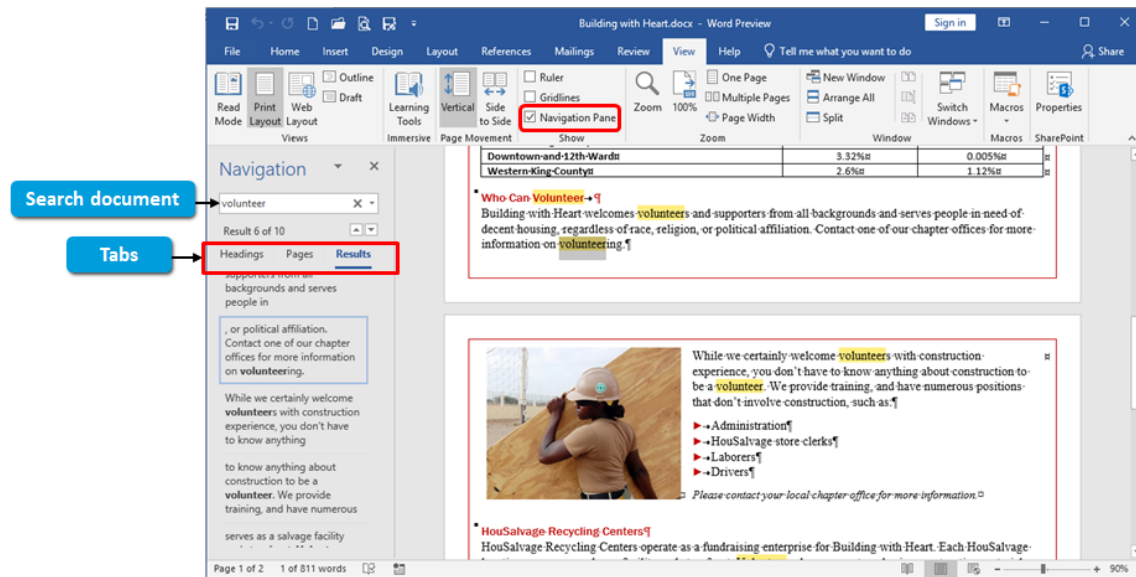 Building with Heart.docx - Word Preview
Sign in
File Home Insert Design Layout References Mailings Review View Help Tell me what you want to do Share
Read Mode
Print Layout
Web Layout
Outline
Draft
Views
Learning Tools
Immersive
Vertical
Side to Side
Page Movement
Ruler
Gridlines
Navigation Pane
Show
Zoom
100%
One Page
Multiple Pages
Page Width
Zoom
New Window
Arrange All
Split
Switch Windows
Window
Macros
Macros
Properties
SharePoint
Search document
Tabs
Navigation
volunteer
Result 6 of 10
Headings Pages Results
supporters from all
backgrounds and serves
people in
, or political affiliation.
Contact one of our chapter
offices for more information
on volunteering.
While we certainly welcome
volunteers with construction
experience, you don't have
to know anything
to know anything about
construction to be a
volunteer. We provide
training, and have numerous
serves as a salvage facility
Downtown·and·12th·Ward¤ 3.32%¤ 0.005%¤ ¤
Western·King·County¤ 2.6%¤ 1.12%¤ ¤
Who·Can·Volunteer→¶
Building·with·Heart·welcomes·volunteers·and·supporters·from·all·backgrounds·and·serves·people·in·need·of·
decent·housing,·regardless·of·race,·religion,·or·political·affiliation.·Contact·one·of·our·chapter·offices·for·more·
information·on·volunteering.¶
While·we·certainly·welcome·volunteers·with·construction·
experience,·you·don't·have·to·know·anything·about·construction·to·
be·a·volunteer.·We·provide·training,·and·have·numerous·positions·
that·don't·involve·construction,·such·as:¶
►→Administration¶
►→HouSalvage·store·clerks¶
►→Laborers¶
►→Drivers¶
Please·contact·your·local·chapter·office·for·more·information.¤
HouSalvage·Recycling·Centers¶
HouSalvage·Recycling·Centers·operate·as·a·fundraising·enterprise·for·Building·with·Heart.·Each·HouSalvage·
Page 1 of 2 1 of 811 words 90%